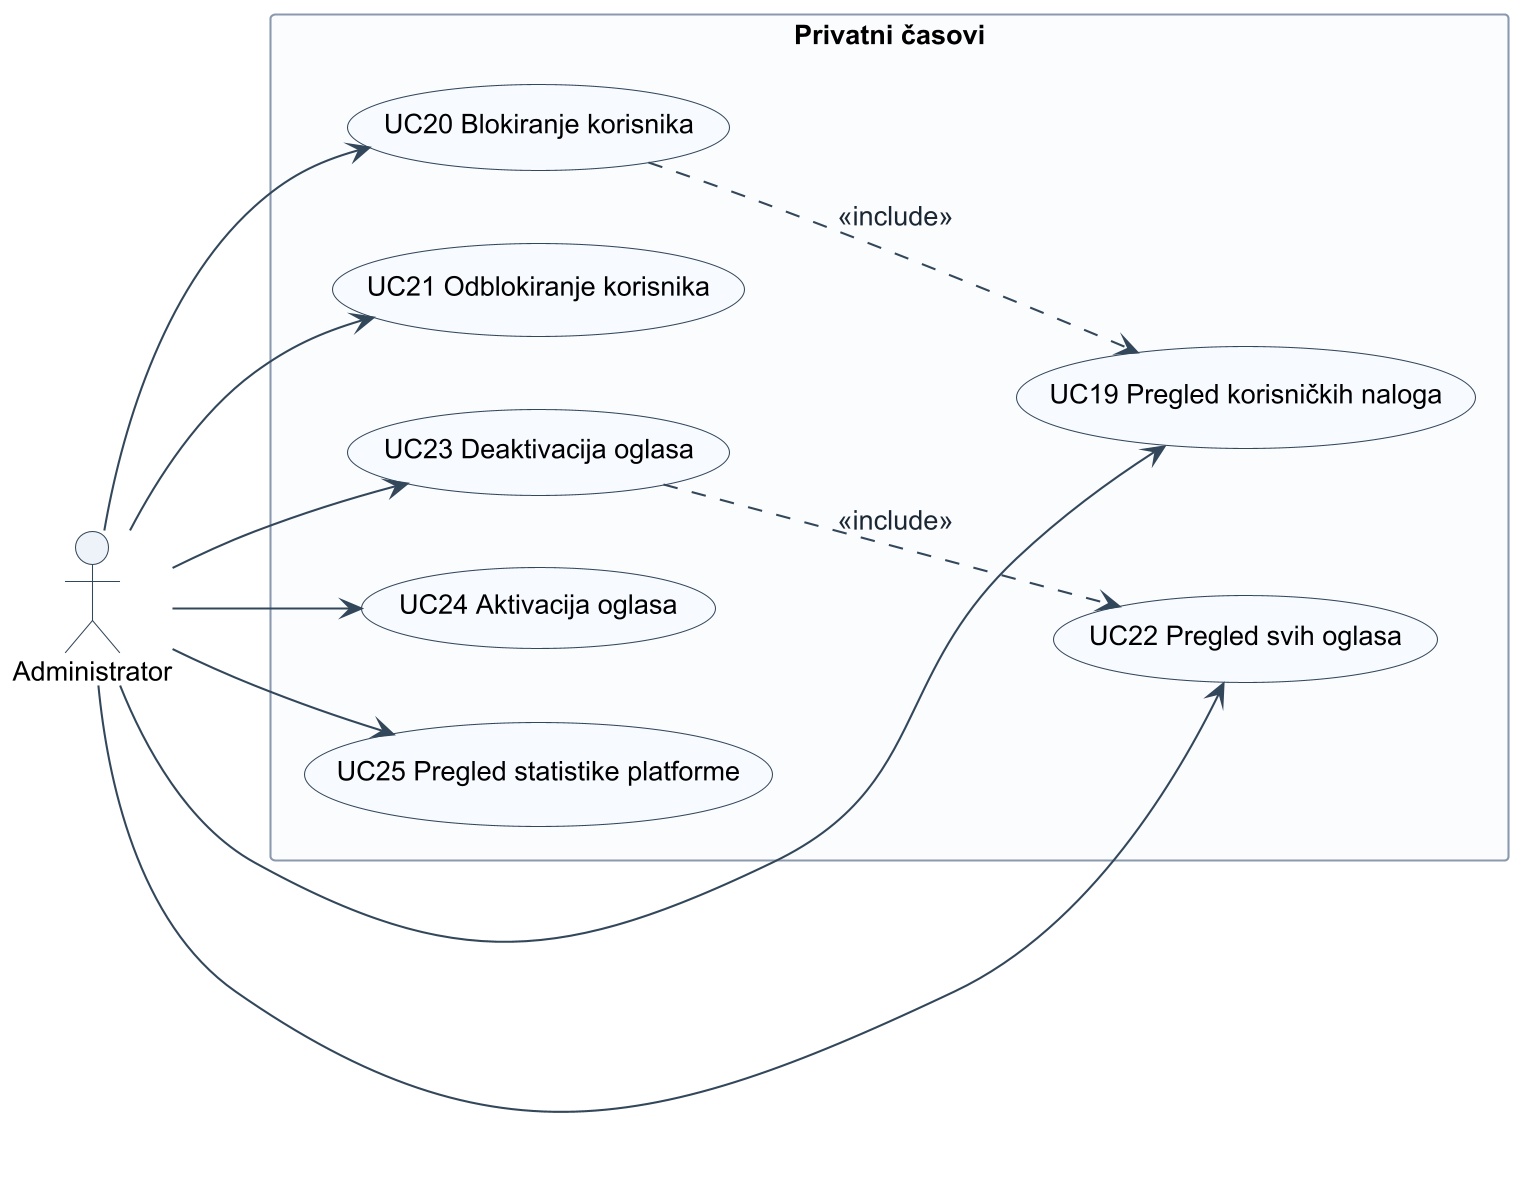 Privatni časovi
UC20 Blokiranje korisnika
«include»
UC21 Odblokiranje korisnika
UC19 Pregled korisničkih naloga
UC23 Deaktivacija oglasa
«include»
UC24 Aktivacija oglasa
UC22 Pregled svih oglasa
Administrator
UC25 Pregled statistike platforme